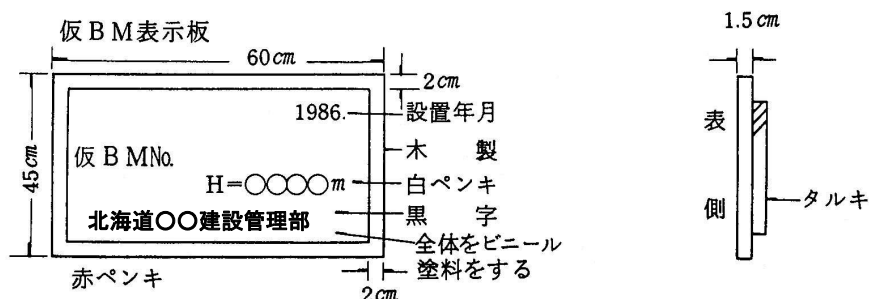 仮BM表示板
60cm
2cm
45cm
1986.
設置年月
仮BMNo.
木 製
H=○○○○m
白ペンキ
北海道〇〇建設管理部
黒 字
全体をビニール
塗料をする
赤ペンキ
2cm
1.5cm
表
側
タルキ